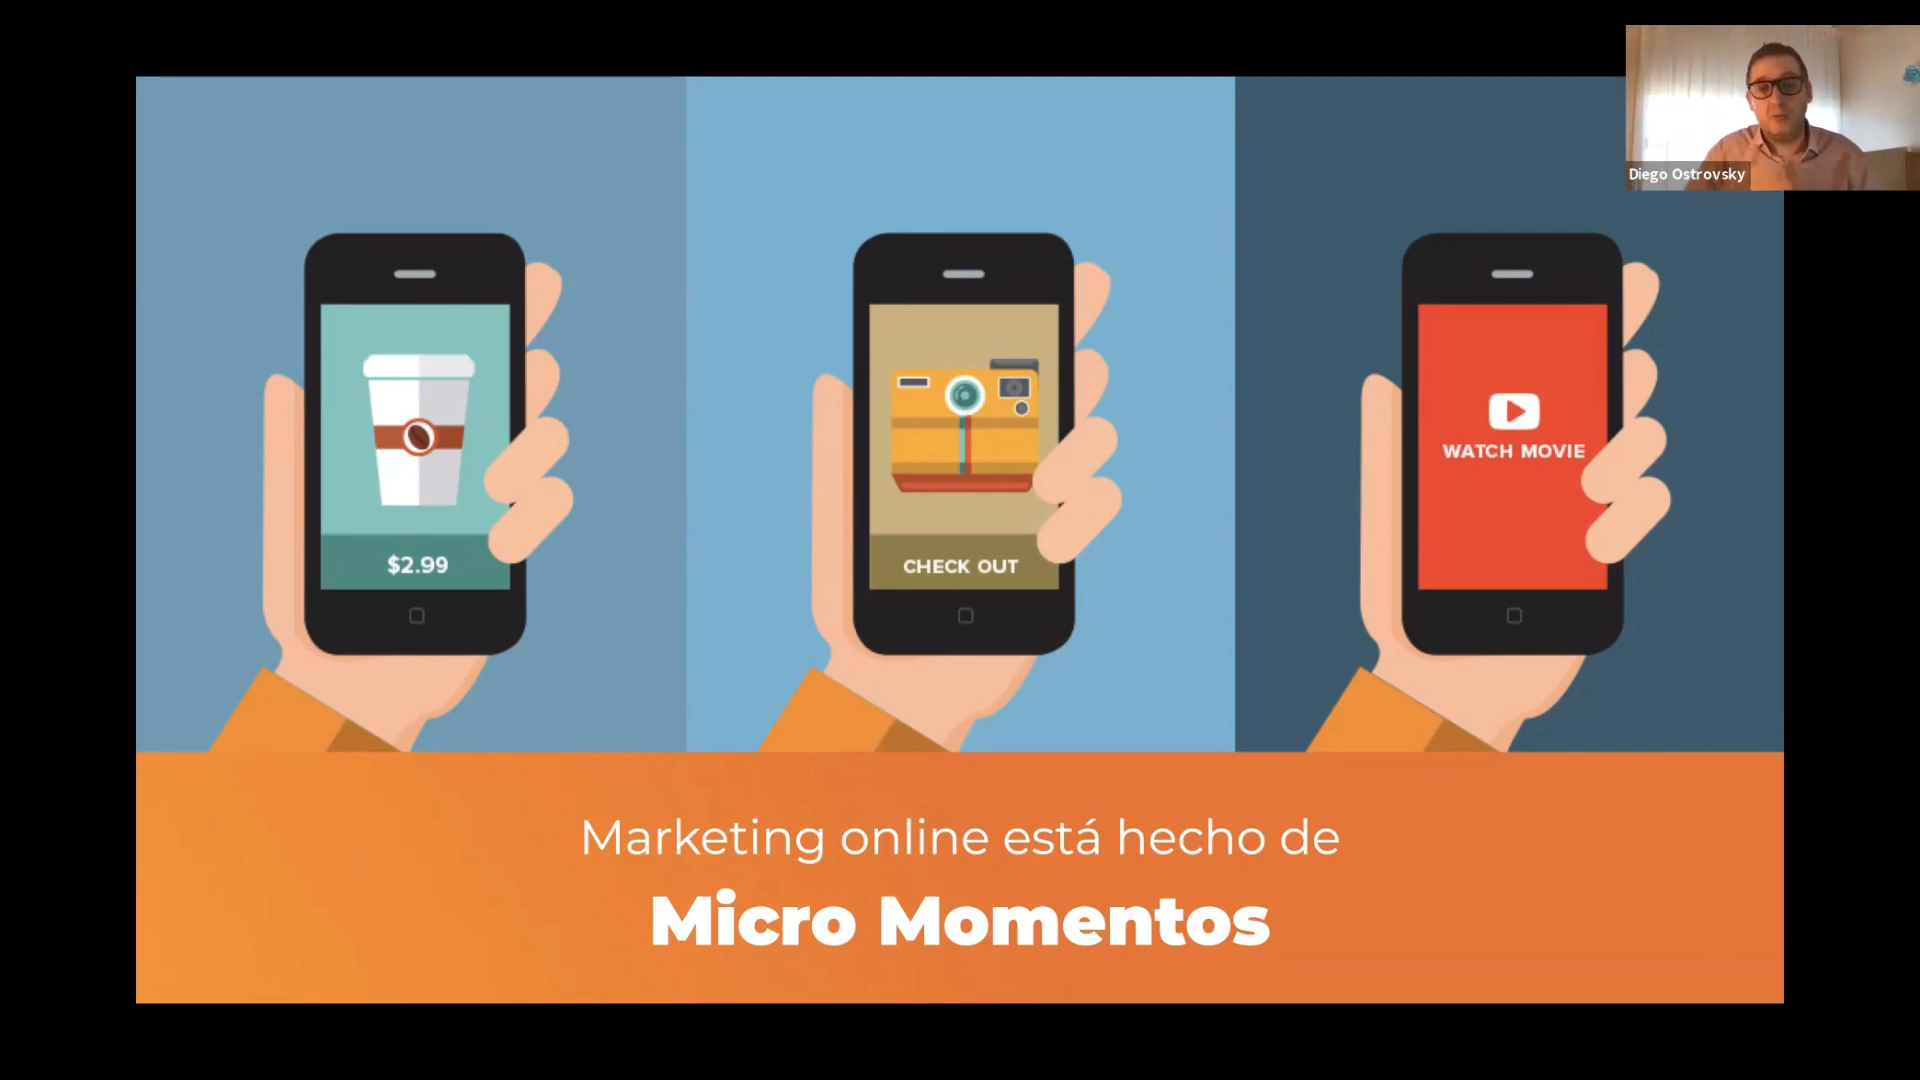 Diego Ostrovsky
$2.99
CHECK OUT
WATCH MOVIE
Marketing online está hecho de
Micro Momentos